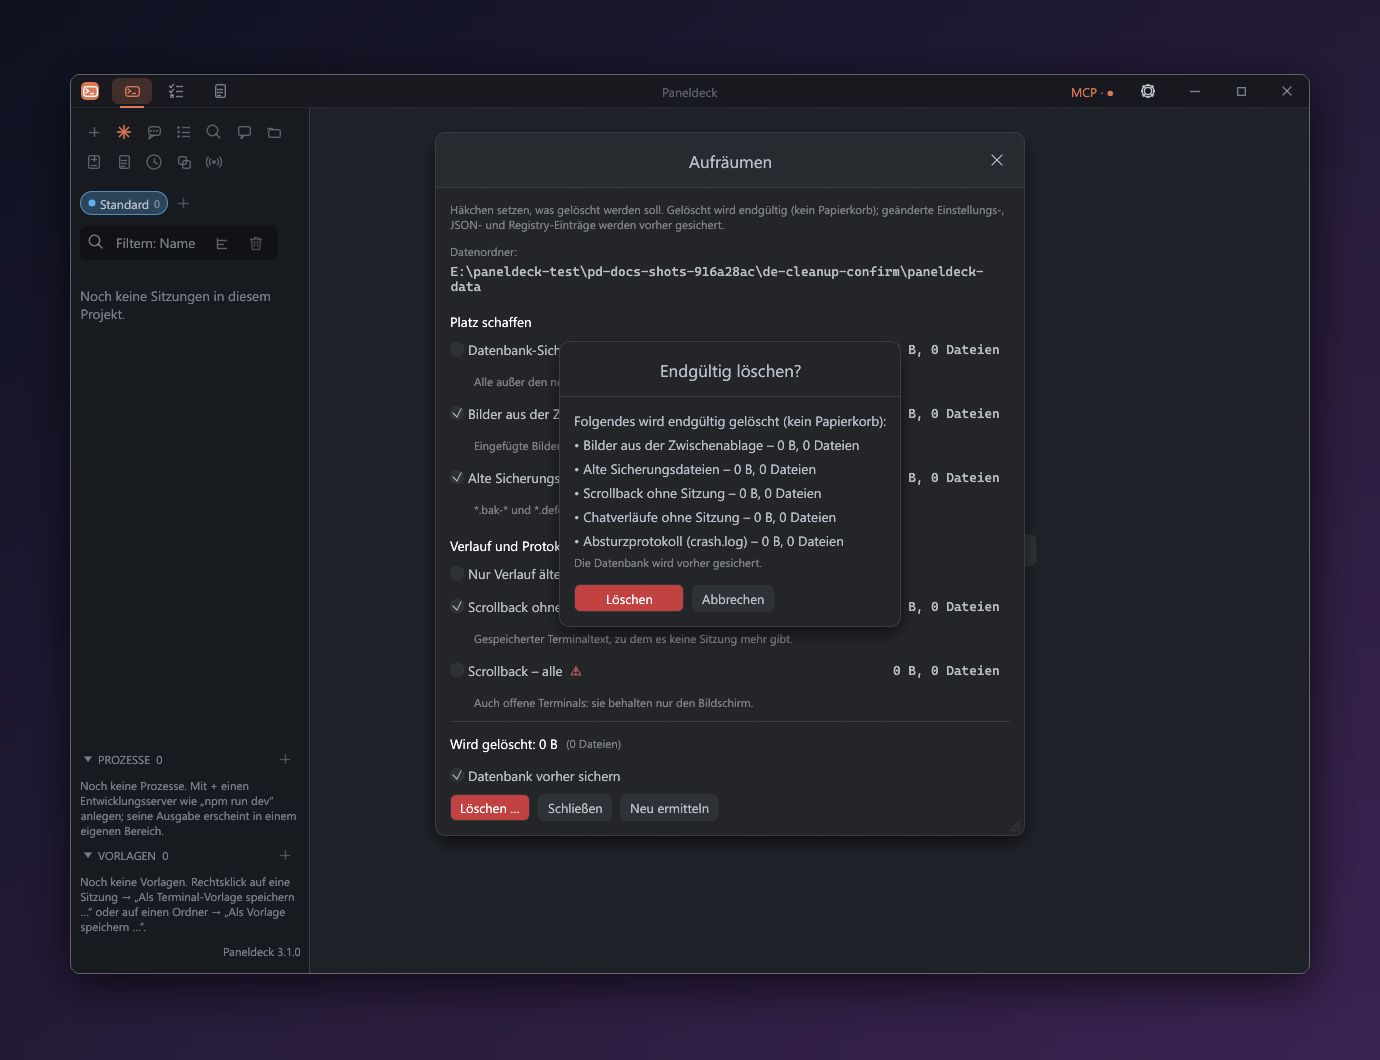 Paneldeck
MCP ·
Standard 0
Filtern: Name
Noch keine Sitzungen in diesem
Projekt.
PROZESSE 0
Noch keine Prozesse. Mit + einen
Entwicklungsserver wie „npm run dev“
anlegen; seine Ausgabe erscheint in einem
eigenen Bereich.
VORLAGEN 0
Noch keine Vorlagen. Rechtsklick auf eine
Sitzung → „Als Terminal-Vorlage speichern
…“ oder auf einen Ordner → „Als Vorlage
speichern …“.
Paneldeck 3.1.0
Aufräumen
Häkchen setzen, was gelöscht werden soll. Gelöscht wird endgültig (kein Papierkorb); geänderte Einstellungs-,
JSON- und Registry-Einträge werden vorher gesichert.
Datenordner:
E:\paneldeck-test\pd-docs-shots-916a28ac\de-cleanup-confirm\paneldeck-
data
Platz schaffen
Datenbank-Sich B, 0 Dateien
Alle außer den
Bilder aus der Z B, 0 Dateien
Eingefügte Bilder
Alte Sicherungs B, 0 Dateien
*.bak-* und *.def
Verlauf und Protok
Nur Verlauf älte
Scrollback ohne B, 0 Dateien
Gespeicherter Terminaltext, zu dem es keine Sitzung mehr gibt.
Scrollback – alle 0 B, 0 Dateien
Auch offene Terminals: sie behalten nur den Bildschirm.
Wird gelöscht: 0 B (0 Dateien)
Datenbank vorher sichern
Löschen … Schließen Neu ermitteln
Endgültig löschen?
Folgendes wird endgültig gelöscht (kein Papierkorb):
• Bilder aus der Zwischenablage – 0 B, 0 Dateien
• Alte Sicherungsdateien – 0 B, 0 Dateien
• Scrollback ohne Sitzung – 0 B, 0 Dateien
• Chatverläufe ohne Sitzung – 0 B, 0 Dateien
• Absturzprotokoll (crash.log) – 0 B, 0 Dateien
Die Datenbank wird vorher gesichert.
Löschen Abbrechen